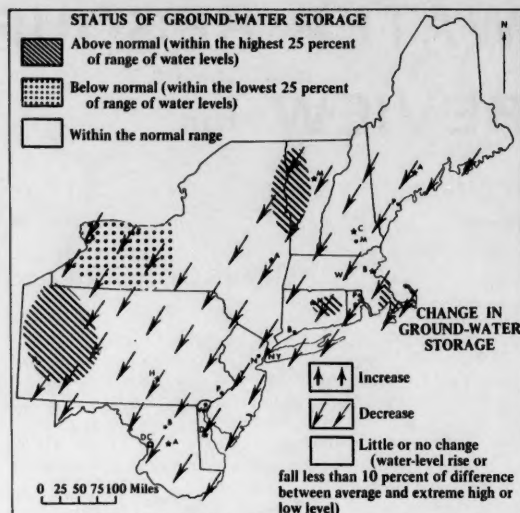 STATUS OF GROUND-WATER STORAGE
Above normal (within the highest 25 percent
of range of water levels)
Below normal (within the lowest 25 percent
of range of water levels)
Within the normal range
N
M
A
C
M
A
W
B
B
N
NY
H
P
B
DC
A
CHANGE IN
GROUND-WATER
STORAGE
Increase
Decrease
Little or no change
(water-level rise or
fall less than 10 percent of difference
between average and extreme high or
low level)
0 25 50 75 100 Miles